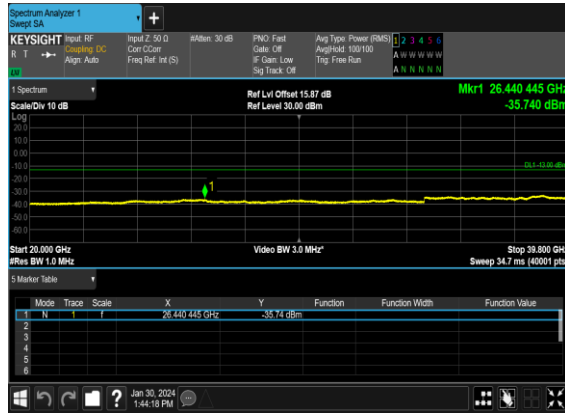 Spectrum Analyzer 1
Swept SA
+
KEYSIGHT Input: RF Input Z: 50 Ω #Atten: 30 dB PNO: Fast Avg Type: Power (RMS) 1 2 3 4 5 6
R T Coupling: DC Corr CCorr Gate: Off Avg|Hold: 100/100 A W W W W W
Align: Auto Freq Ref: Int (S) IF Gain: Low Trig: Free Run A N N N N N
Sig Track: Off
1 Spectrum Ref Lvl Offset 15.87 dB Mkr1 26.440 445 GHz
Scale/Div 10 dB Ref Level 30.00 dBm -35.740 dBm
Log
20.0
10.0
0.00
-10.0 DL1 -13.00 dBm
-20.0
-30.0 1
-40.0
-50.0
-60.0
Start 20.000 GHz Video BW 3.0 MHz* Stop 39.800 GHz
#Res BW 1.0 MHz Sweep 34.7 ms (40001 pts)
5 Marker Table
Mode Trace Scale X Y Function Function Width Function Value
1 N 1 f 26.440 445 GHz -35.74 dBm
2
3
4
5
6
? Jan 30, 2024
1:44:18 PM